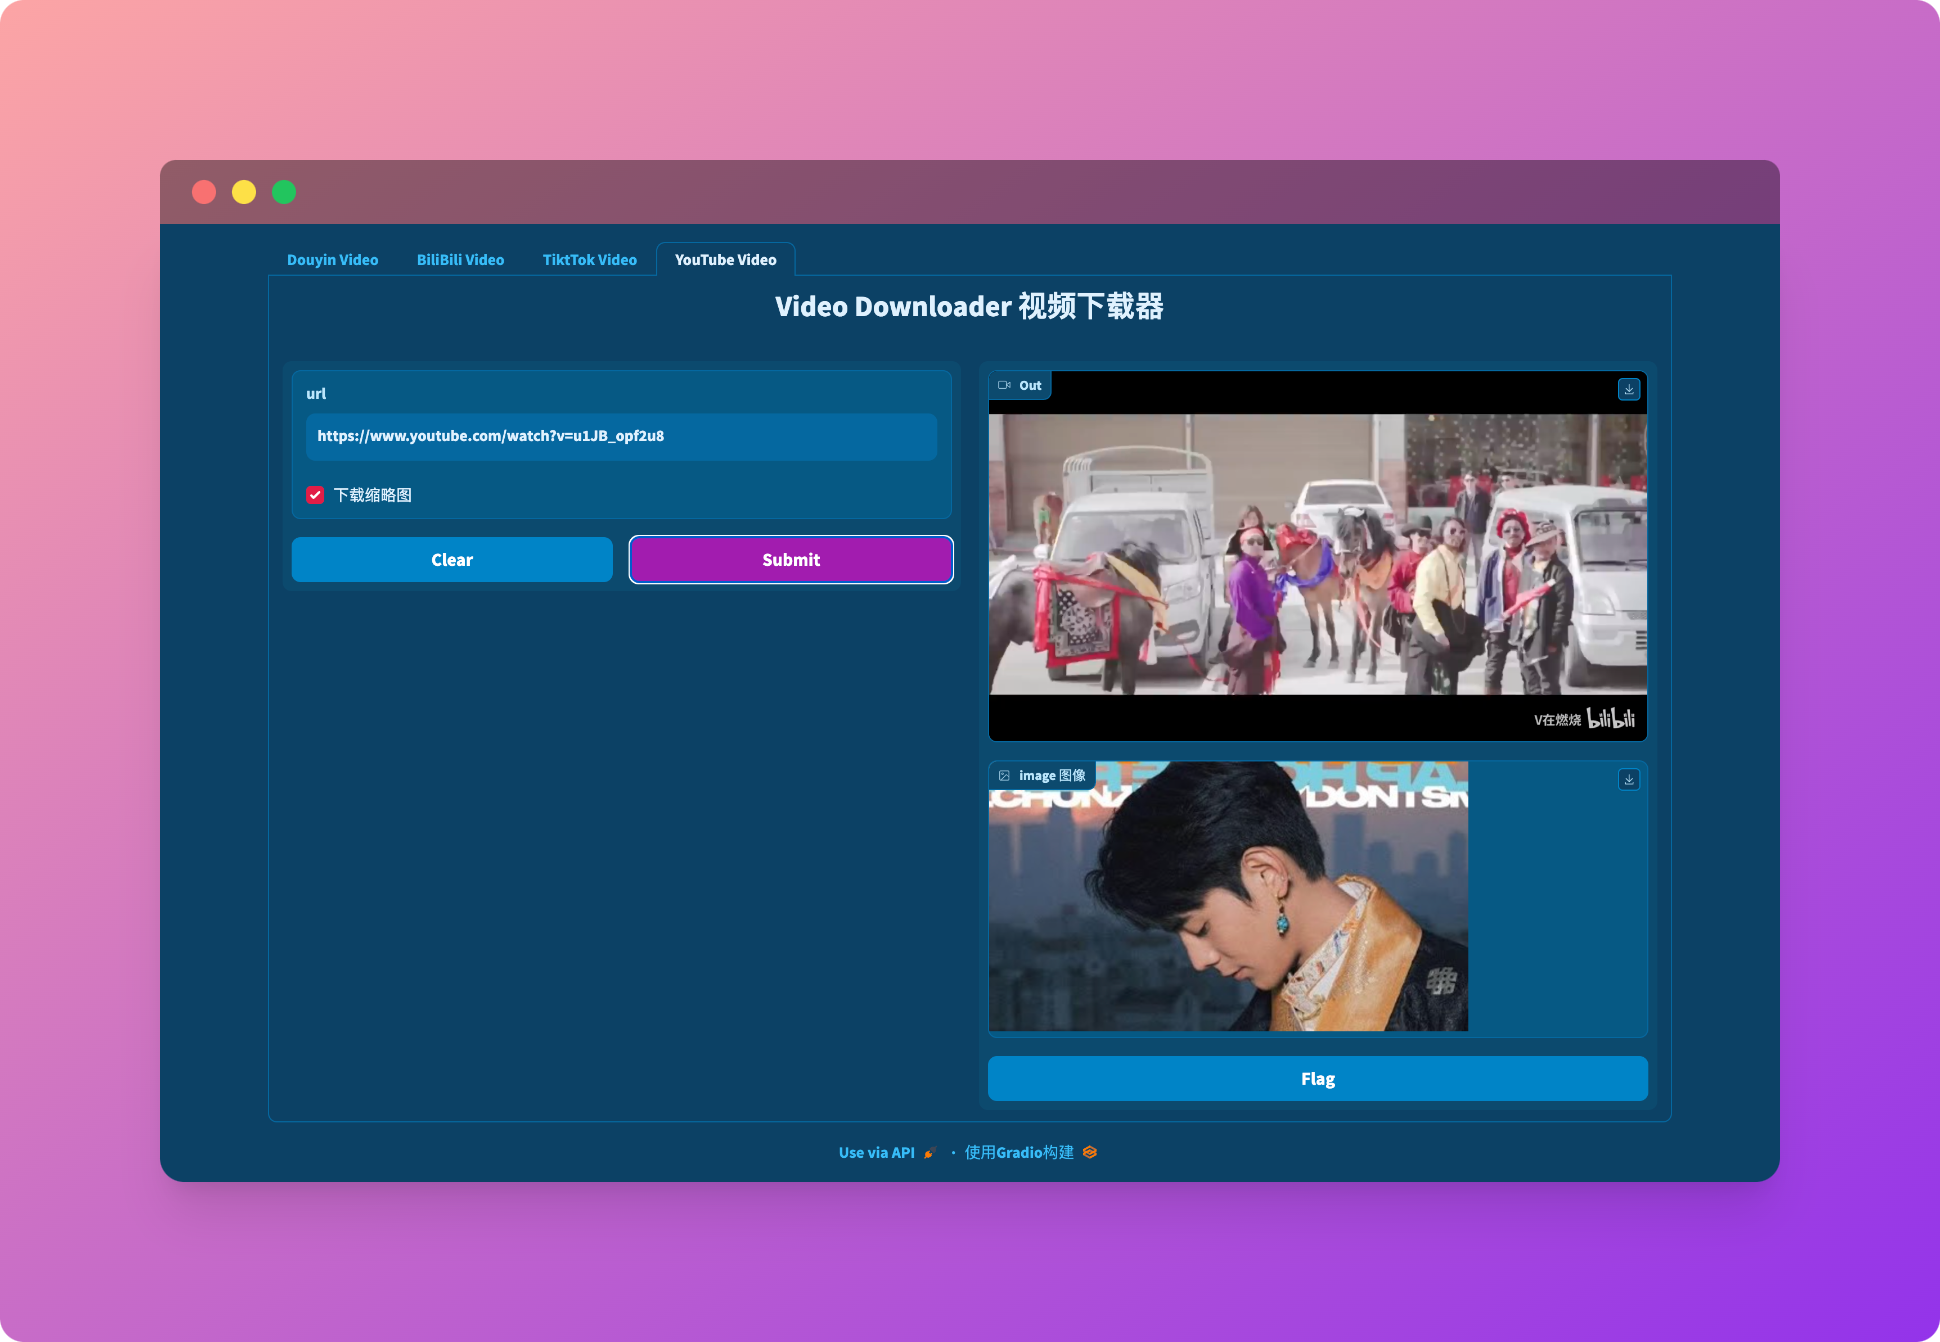 Douyin Video
BiliBili Video
TiktTok Video
YouTube Video
Video Downloader 视频下载器
url
https://www.youtube.com/watch?v=u1JB_opf2u8
下载缩略图
Clear
Submit
Out
V在燃烧 bilibili
image 图像
Flag
Use via API · 使用Gradio构建